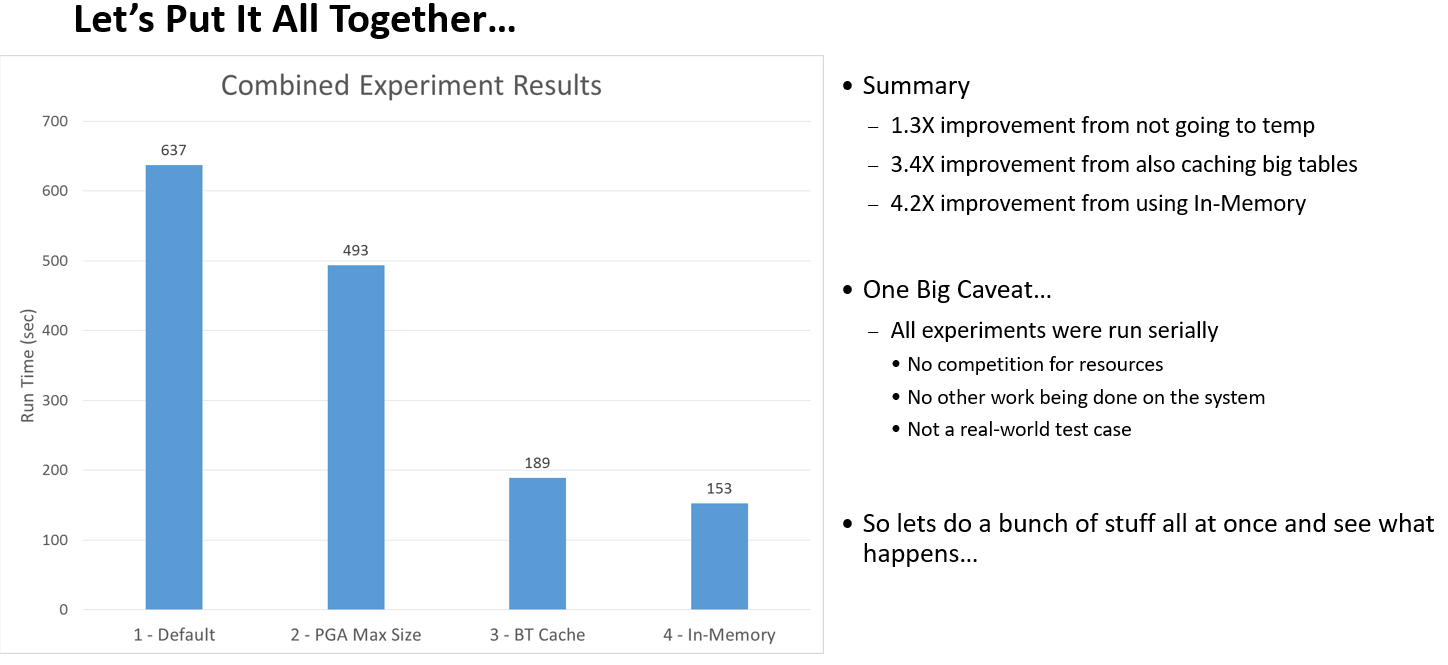 Let’s Put It All Together…
Combined Experiment Results
Run Time (sec)
700
600
500
400
300
200
100
0
637
493
189
153
1 - Default
2 - PGA Max Size
3 - BT Cache
4 - In-Memory
• Summary
– 1.3X improvement from not going to temp
– 3.4X improvement from also caching big tables
– 4.2X improvement from using In-Memory
• One Big Caveat…
– All experiments were run serially
• No competition for resources
• No other work being done on the system
• Not a real-world test case
• So lets do a bunch of stuff all at once and see what
happens…